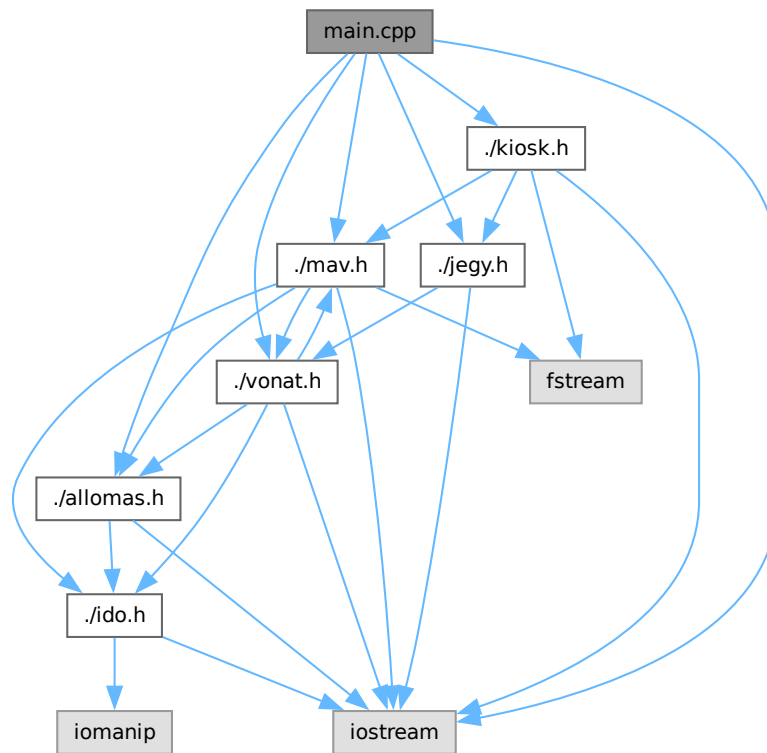 main.cpp
./kiosk.h
./mav.h
./jegy.h
./vonat.h
fstream
./allomas.h
./ido.h
iomanip
iostream